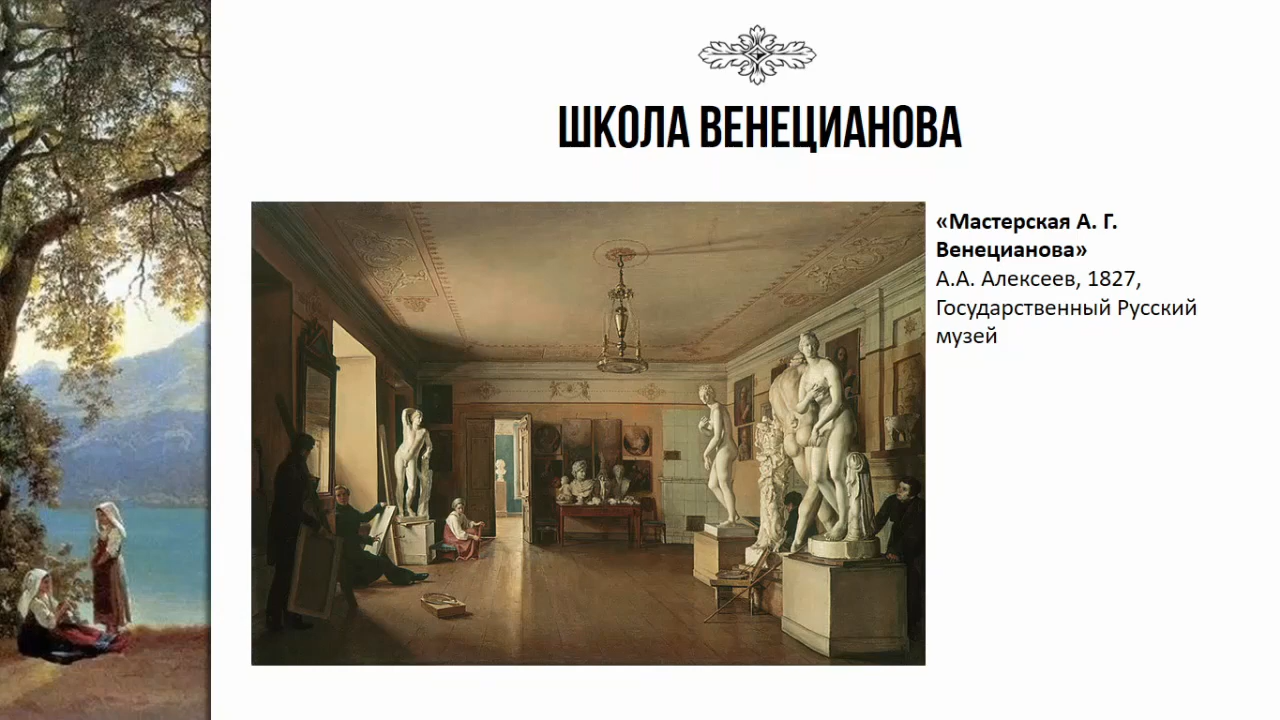 ШКОЛА ВЕНЕЦИАНОВА
«Мастерская А. Г.
Венецианова»
А.А. Алексеев, 1827,
Государственный Русский
музей